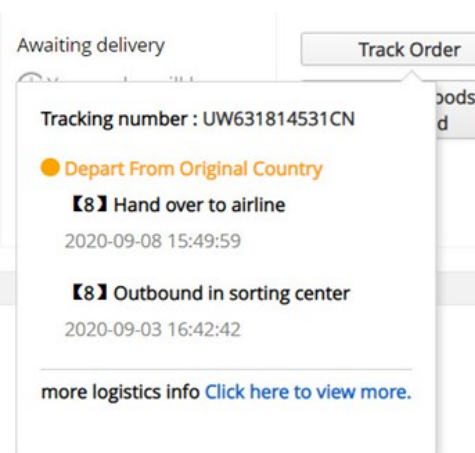 Awaiting delivery
Track Order
Tracking number : UW631814531CN
Depart From Original Country
【8】Hand over to airline
2020-09-08 15:49:59
【8】Outbound in sorting center
2020-09-03 16:42:42
more logistics info Click here to view more.